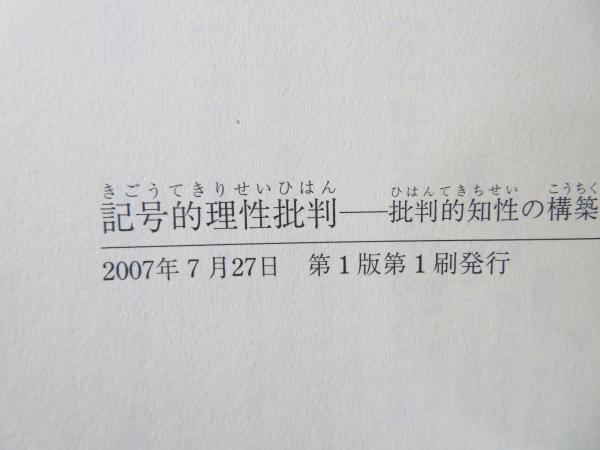 きごうてきりせいひはん ひはんてきちせい こうちく
記号的理性批判――批判的知性の構築
2007年7月27日 第1版第1刷発行